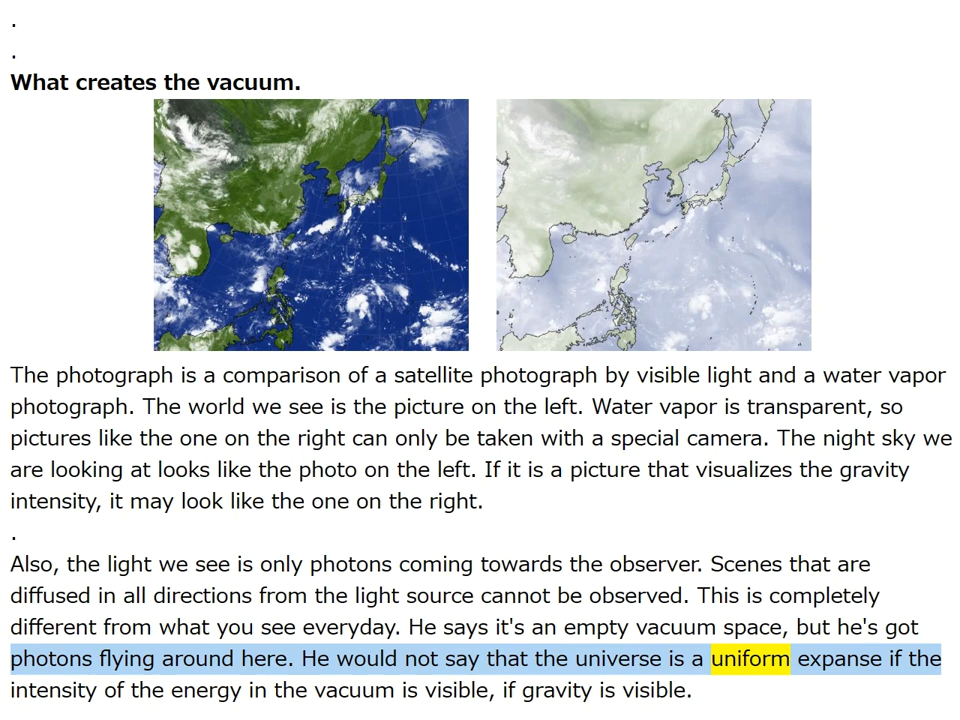 .
.
What creates the vacuum.
The photograph is a comparison of a satellite photograph by visible light and a water vapor
photograph. The world we see is the picture on the left. Water vapor is transparent, so
pictures like the one on the right can only be taken with a special camera. The night sky we
are looking at looks like the photo on the left. If it is a picture that visualizes the gravity
intensity, it may look like the one on the right.
.
Also, the light we see is only photons coming towards the observer. Scenes that are
diffused in all directions from the light source cannot be observed. This is completely
different from what you see everyday. He says it's an empty vacuum space, but he's got
photons flying around here. He would not say that the universe is a uniform expanse if the
intensity of the energy in the vacuum is visible, if gravity is visible.